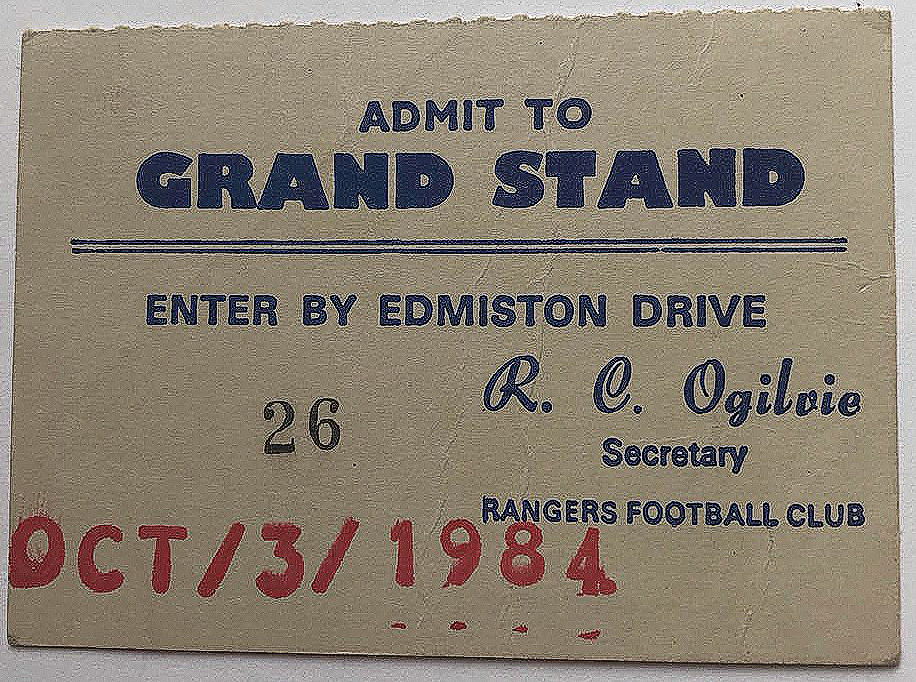 ADMIT TO
GRAND STAND
ENTER BY EDMISTON DRIVE
R. C. Ogilvie
26
Secretary
RANGERS FOOTBALL CLUB
OCT/3/1984